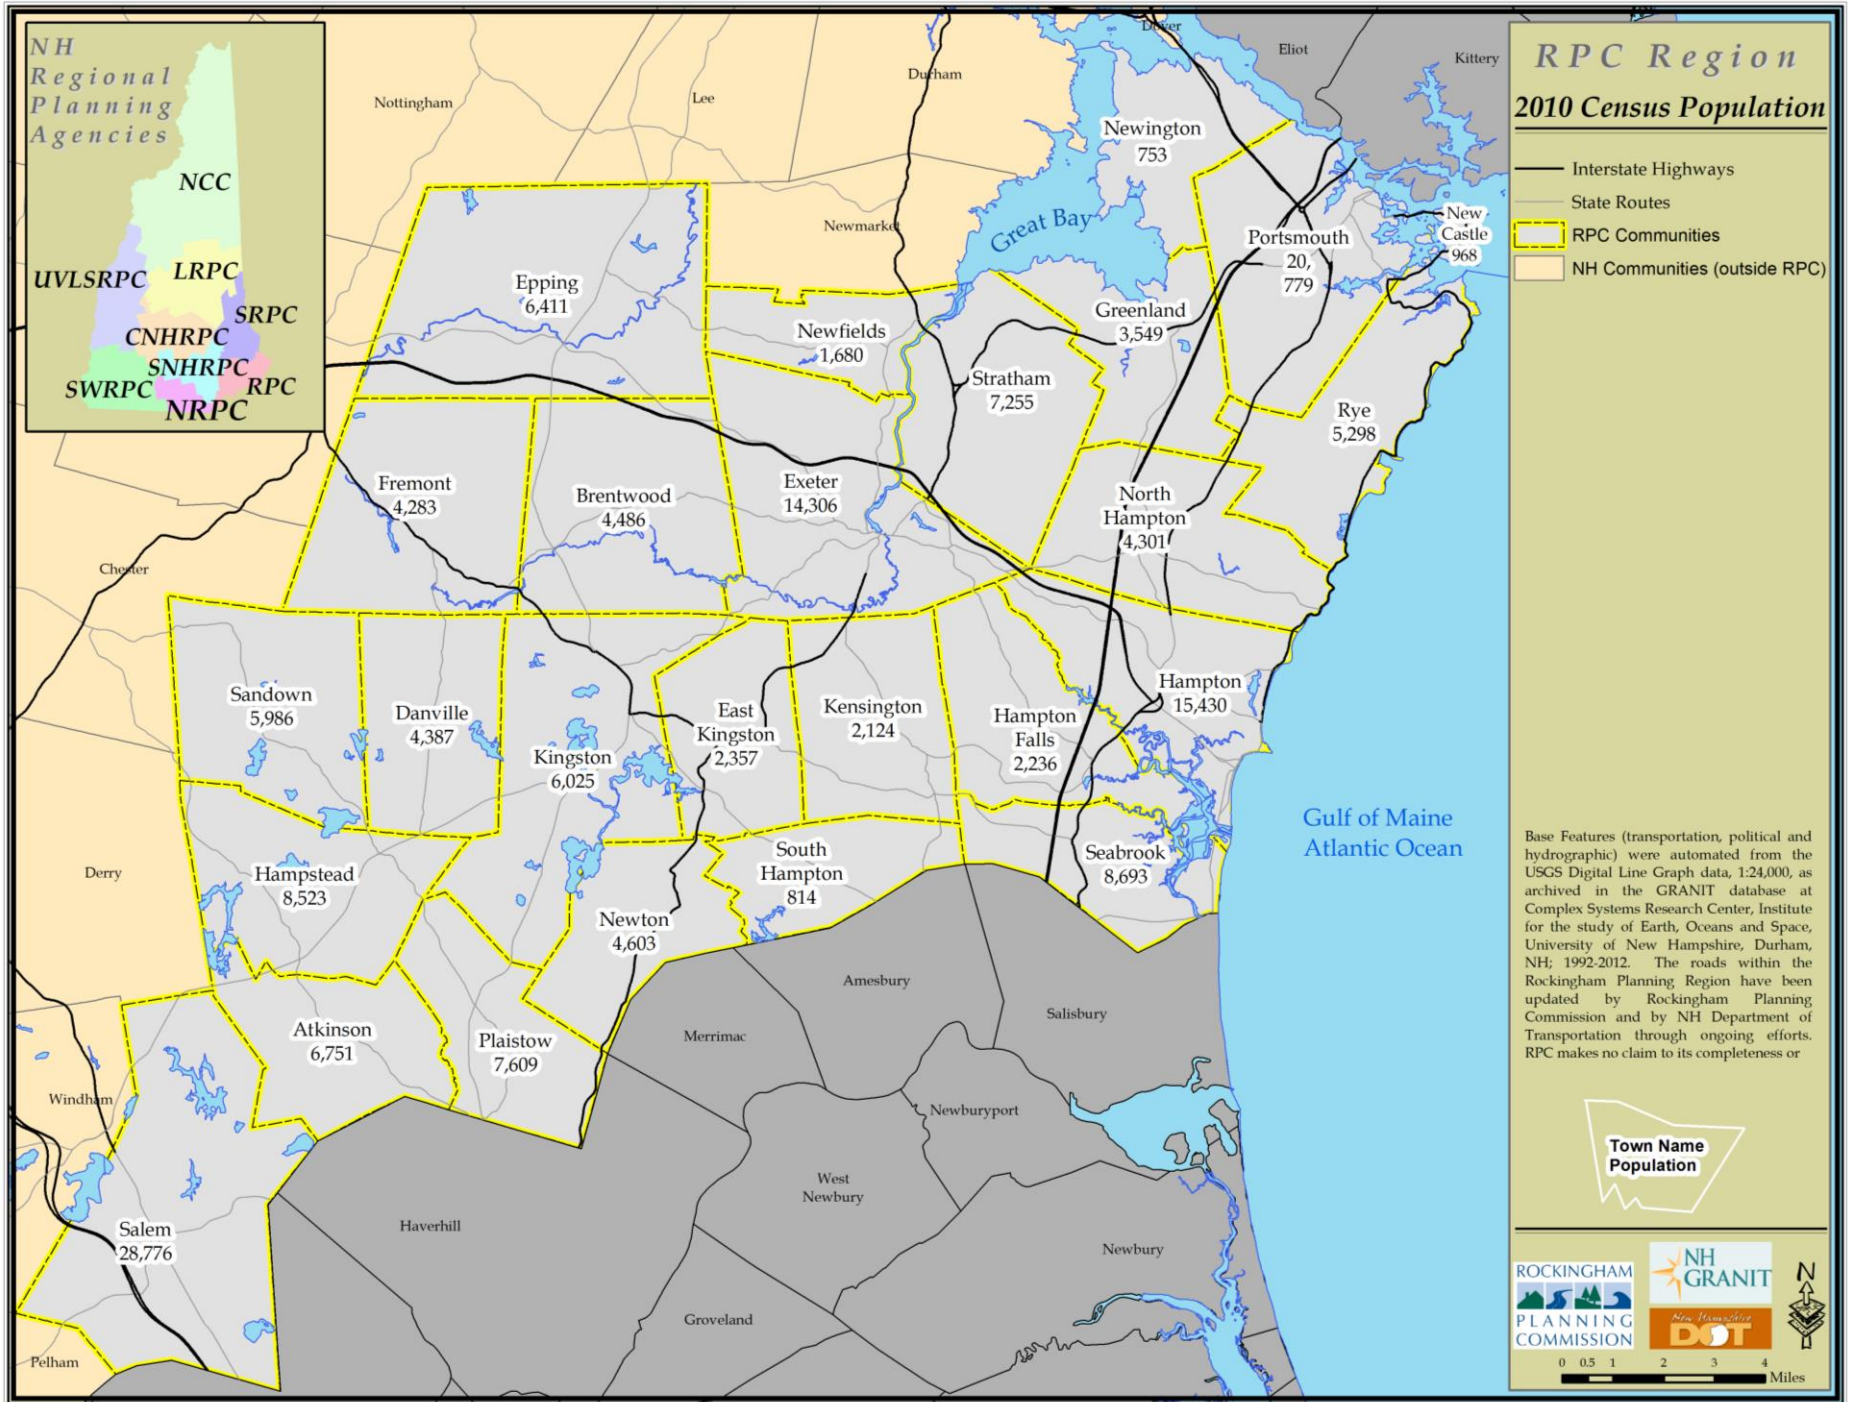 NH
Regional
Planning
Agencies
NCC
UVLSRPC
LRPC
SRPC
CNHRPC
SNHRPC
SWRPC
RPC
NRPC
RPC Region
2010 Census Population
Interstate Highways
State Routes
RPC Communities
NH Communities (outside RPC)
Dover
Eliot
Kittery
Durham
Lee
Nottingham
Newington
753
New
Castle
968
Newmarket
Great Bay
Portsmouth
20,
779
Epping
6,411
Greenland
3,549
Newfields
1,680
Stratham
7,255
Rye
5,298
Fremont
4,283
Brentwood
4,486
Exeter
14,306
North
Hampton
4,301
Chester
Sandown
5,986
Danville
4,387
Kingston
6,025
East
Kingston
2,357
Kensington
2,124
Hampton
Falls
2,236
Hampton
15,430
Gulf of Maine
Atlantic Ocean
Derry
Hampstead
8,523
South
Hampton
814
Seabrook
8,693
Newton
4,603
Amesbury
Salisbury
Merrimac
Atkinson
6,751
Plaistow
7,609
Windham
Newburyport
West
Newbury
Haverhill
Newbury
Salem
28,776
Groveland
Pelham
Base Features (transportation, political and
hydrographic) were automated from the
USGS Digital Line Graph data, 1:24,000, as
archived in the GRANIT database at
Complex Systems Research Center, Institute
for the study of Earth, Oceans and Space,
University of New Hampshire, Durham,
NH; 1992-2012. The roads within the
Rockingham Planning Region have been
updated by Rockingham Planning
Commission and by NH Department of
Transportation through ongoing efforts.
RPC makes no claim to its completeness or
Town Name
Population
ROCKINGHAM
PLANNING
COMMISSION
NH
GRANIT
New Hampshire
DOT
N
0 0.5 1 2 3 4
Miles